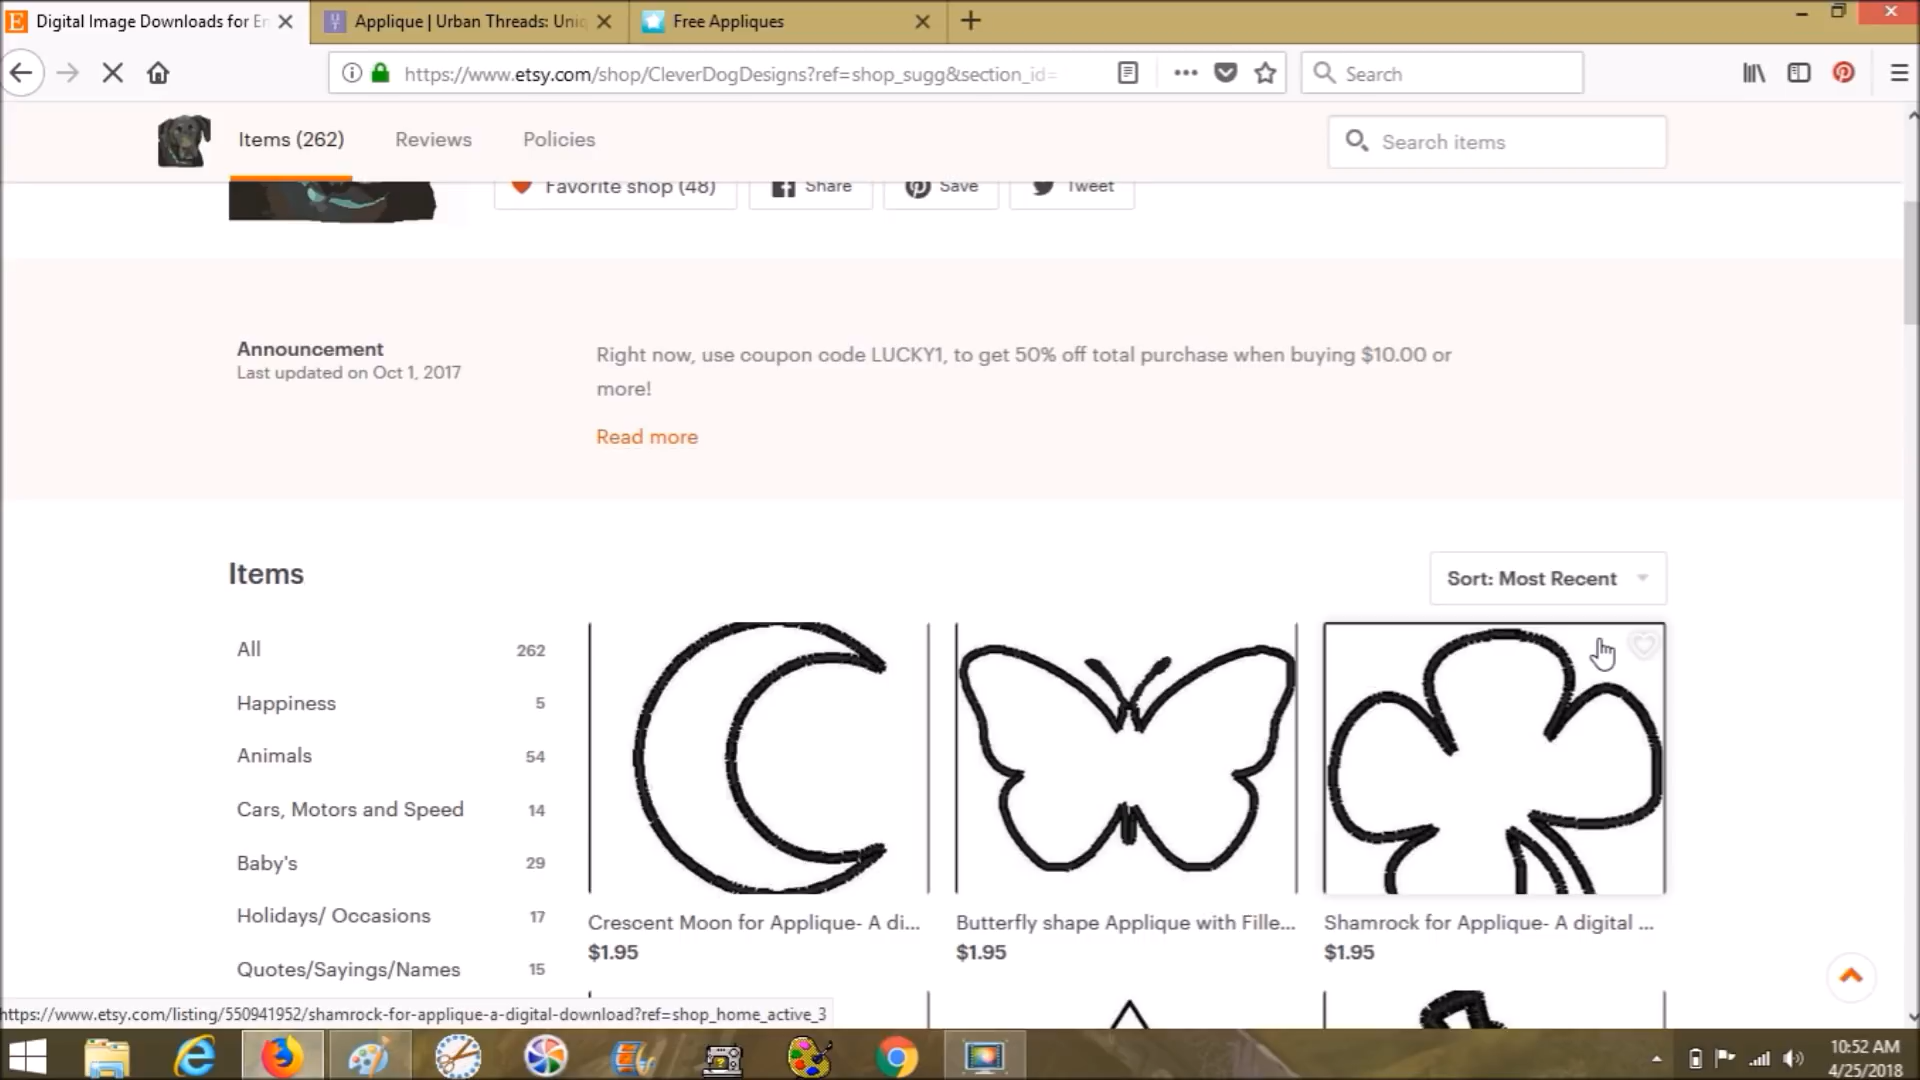 Digital Image Downloads for En
Applique | Urban Threads: Uniq
Free Appliques
https://www.etsy.com/shop/CleverDogDesigns?ref=shop_sugg&section_id=
Search
Items (262)
Reviews
Policies
Search items
Favorite shop (48)
Share
Save
Tweet
Announcement
Last updated on Oct 1, 2017
Right now, use coupon code LUCKY1, to get 50% off total purchase when buying $10.00 or
more!
Read more
Items
Sort: Most Recent
All 262
Happiness 5
Animals 54
Cars, Motors and Speed 14
Baby's 29
Holidays/ Occasions 17
Quotes/Sayings/Names 15
Crescent Moon for Applique- A di...
$1.95
Butterfly shape Applique with Fille...
$1.95
Shamrock for Applique- A digital ...
$1.95
https://www.etsy.com/listing/550941952/shamrock-for-applique-a-digital-download?ref=shop_home_active_3
10:52 AM
4/25/2018